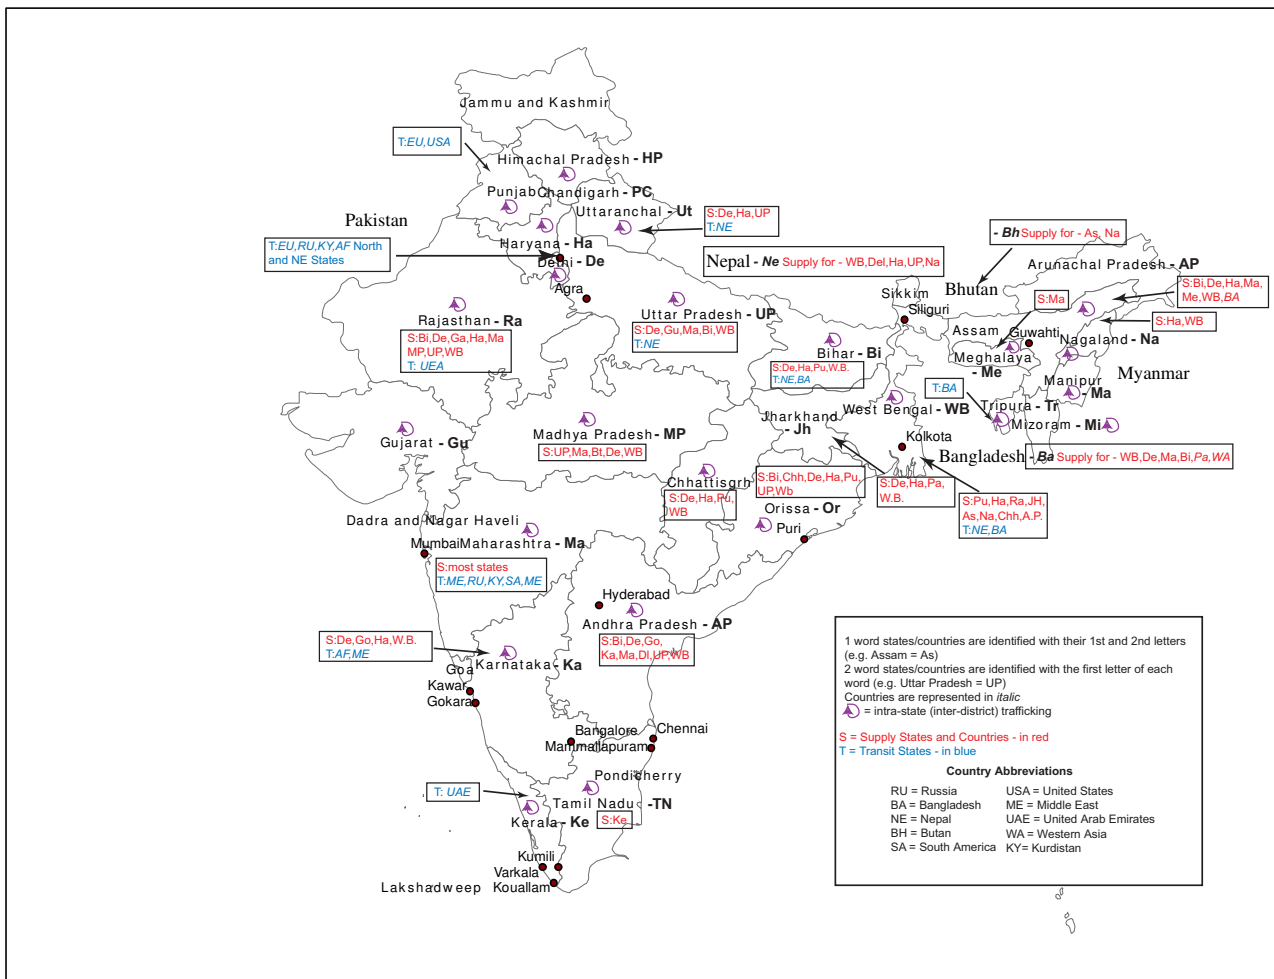 Jammu and Kashmir
T:EU,USA
Himachal Pradesh - HP
Punjab
Chandigarh - PC
Pakistan
Uttaranchal - Ut
S:De,Ha,UP
T:NE
T:EU,RU,KY,AF North
and NE States
Haryana - Ha
Delhi - De
Agra
Nepal - Ne Supply for - WB,Del,Ha,UP,Na
- Bh Supply for - As, Na
Arunachal Pradesh - AP
Bhutan
S:Bi,De,Ha,Ma,
Me,WB,BA
Sikkim
Siliguri
S:Ma
S:Ha,WB
Rajasthan - Ra
S:Bi,De,Ga,Ha,Ma
MP,UP,WB
T: UEA
Uttar Pradesh - UP
S:De,Gu,Ma,Bi,WB
T:NE
Assam
Guwahti
Nagaland - Na
Bihar - Bi
S:De,Ha,Pu,W.B.
T:NE,BA
Meghalaya
- Me
Myanmar
T:BA
Manipur
- Ma
Gujarat - Gu
Madhya Pradesh - MP
S:UP,Ma,Bt,De,WB
Jharkhand
- Jh
West Bengal - WB
Tripura - Tr
Mizoram - Mi
Kolkota
Bangladesh - Ba Supply for - WB,De,Ma,Bi,Pa,WA
Chhattisgrh
S:De,Ha,Pu,
WB
S:Bi,Chh,De,Ha,Pu,
UP,Wb
S:De,Ha,Pa,
W.B.
S:Pu,Ha,Ra,JH,
As,Na,Chh,A.P.
T:NE,BA
Orissa - Or
Puri
Dadra and Nagar Haveli
Mumbai
Maharashtra - Ma
S:most states
T:ME,RU,KY,SA,ME
Hyderabad
Andhra Pradesh - AP
S:Bi,De,Go,
Ka,Ma,Dl,UP,WB
S:De,Go,Ha,W.B.
T:AF,ME
Karnataka - Ka
Goa
Kawar
Gokara
Bangalore
Chennai
Mammallapuram
Pondicherry
T: UAE
Tamil Nadu - TN
S:Ke
Kerala - Ke
Kumili
Varkala
Kouallam
Lakshadweep
1 word states/countries are identified with their 1st and 2nd letters
(e.g. Assam = As)
2 word states/countries are identified with the first letter of each
word (e.g. Uttar Pradesh = UP)
Countries are represented in italic
= intra-state (inter-district) trafficking
S = Supply States and Countries - in red
T = Transit States - in blue
Country Abbreviations
RU = Russia
BA = Bangladesh
NE = Nepal
BH = Butan
SA = South America
USA = United States
ME = Middle East
UAE = United Arab Emirates
WA = Western Asia
KY= Kurdistan